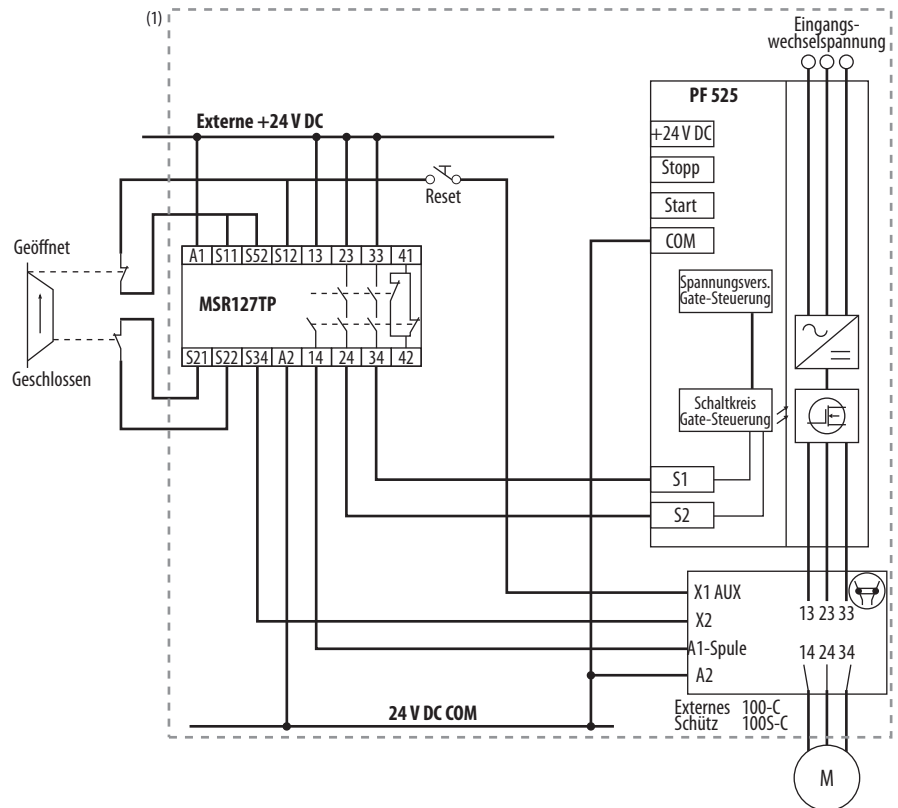 (1)
Eingangs-
wechselspannung
PF 525
Externe +24 V DC
+24 V DC
Stopp
Reset
Start
COM
Geöffnet
A1 S11 S52 S12 13 23 33 41
MSR127TP
Spannungsvers.
Gate-Steuerung
S21 S22 S34 A2 14 24 34 42
Geschlossen
Schaltkreis
Gate-Steuerung
S1
S2
X1 AUX
13 23 33
X2
A1-Spule
14 24 34
A2
24 V DC COM
Externes 100-C
Schütz 100S-C
M